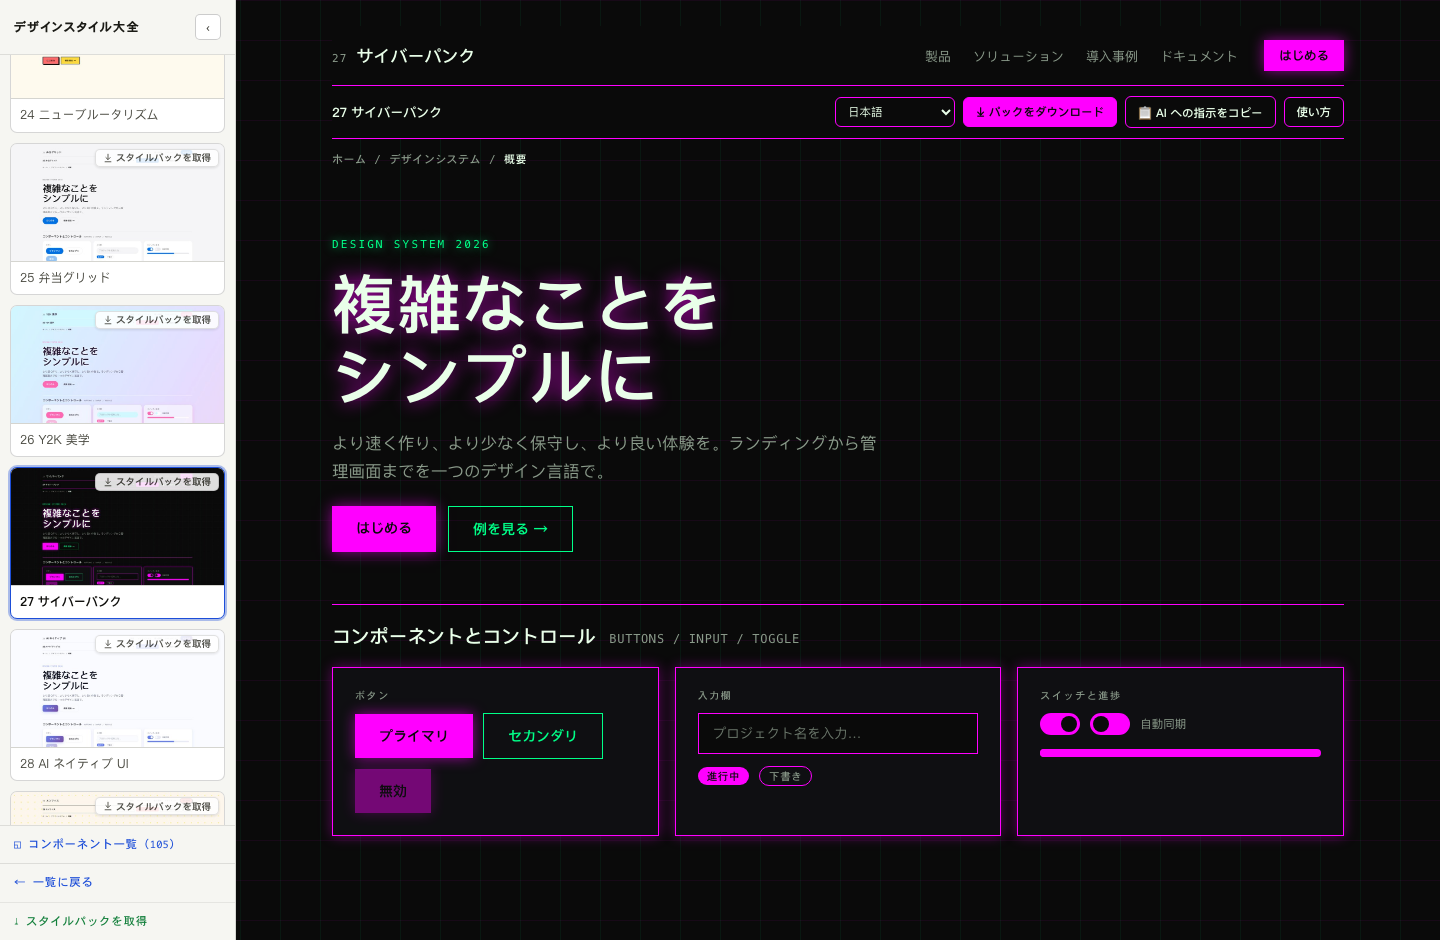 デザインスタイル大全
‹
24 ニューブルータリズム
↓ スタイルパックを取得
複雑なことを
シンプルに
25 弁当グリッド
↓ スタイルパックを取得
複雑なことを
シンプルに
26 Y2K 美学
↓ スタイルパックを取得
複雑なことを
シンプルに
27 サイバーパンク
↓ スタイルパックを取得
複雑なことを
シンプルに
28 AI ネイティブ UI
↓ スタイルパックを取得
コンポーネント一覧 (105)
← 一覧に戻る
↓ スタイルパックを取得
27 サイバーパンク 製品 ソリューション 導入事例 ドキュメント はじめる
27 サイバーパンク 日本語 ↓ パックをダウンロード 📋 AI への指示をコピー 使い方
ホーム / デザインシステム / 概要
DESIGN SYSTEM 2026
複雑なことを
シンプルに
より速く作り、より少なく保守し、より良い体験を。ランディングから管
理画面までを一つのデザイン言語で。
はじめる 例を見る →
コンポーネントとコントロール BUTTONS / INPUT / TOGGLE
ボタン
プライマリ セカンダリ
無効
入力欄
プロジェクト名を入力...
進行中 下書き
スイッチと進捗
自動同期